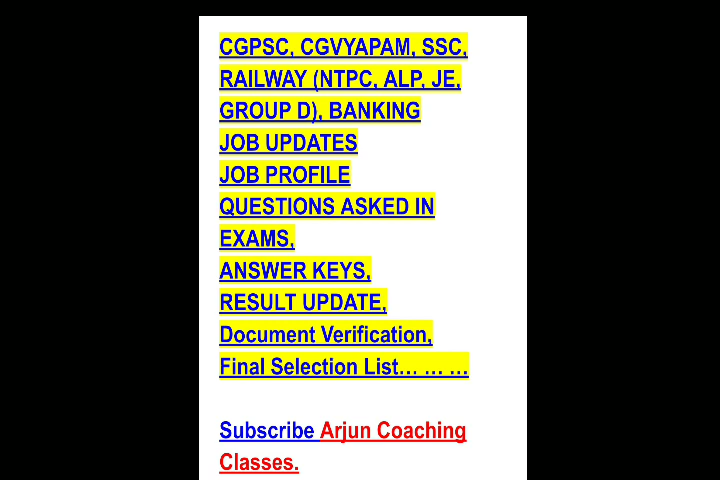 CGPSC, CGVYAPAM, SSC,
RAILWAY (NTPC, ALP, JE,
GROUP D), BANKING
JOB UPDATES
JOB PROFILE
QUESTIONS ASKED IN
EXAMS,
ANSWER KEYS,
RESULT UPDATE,
Document Verification,
Final Selection List… … …
Subscribe Arjun Coaching
Classes.